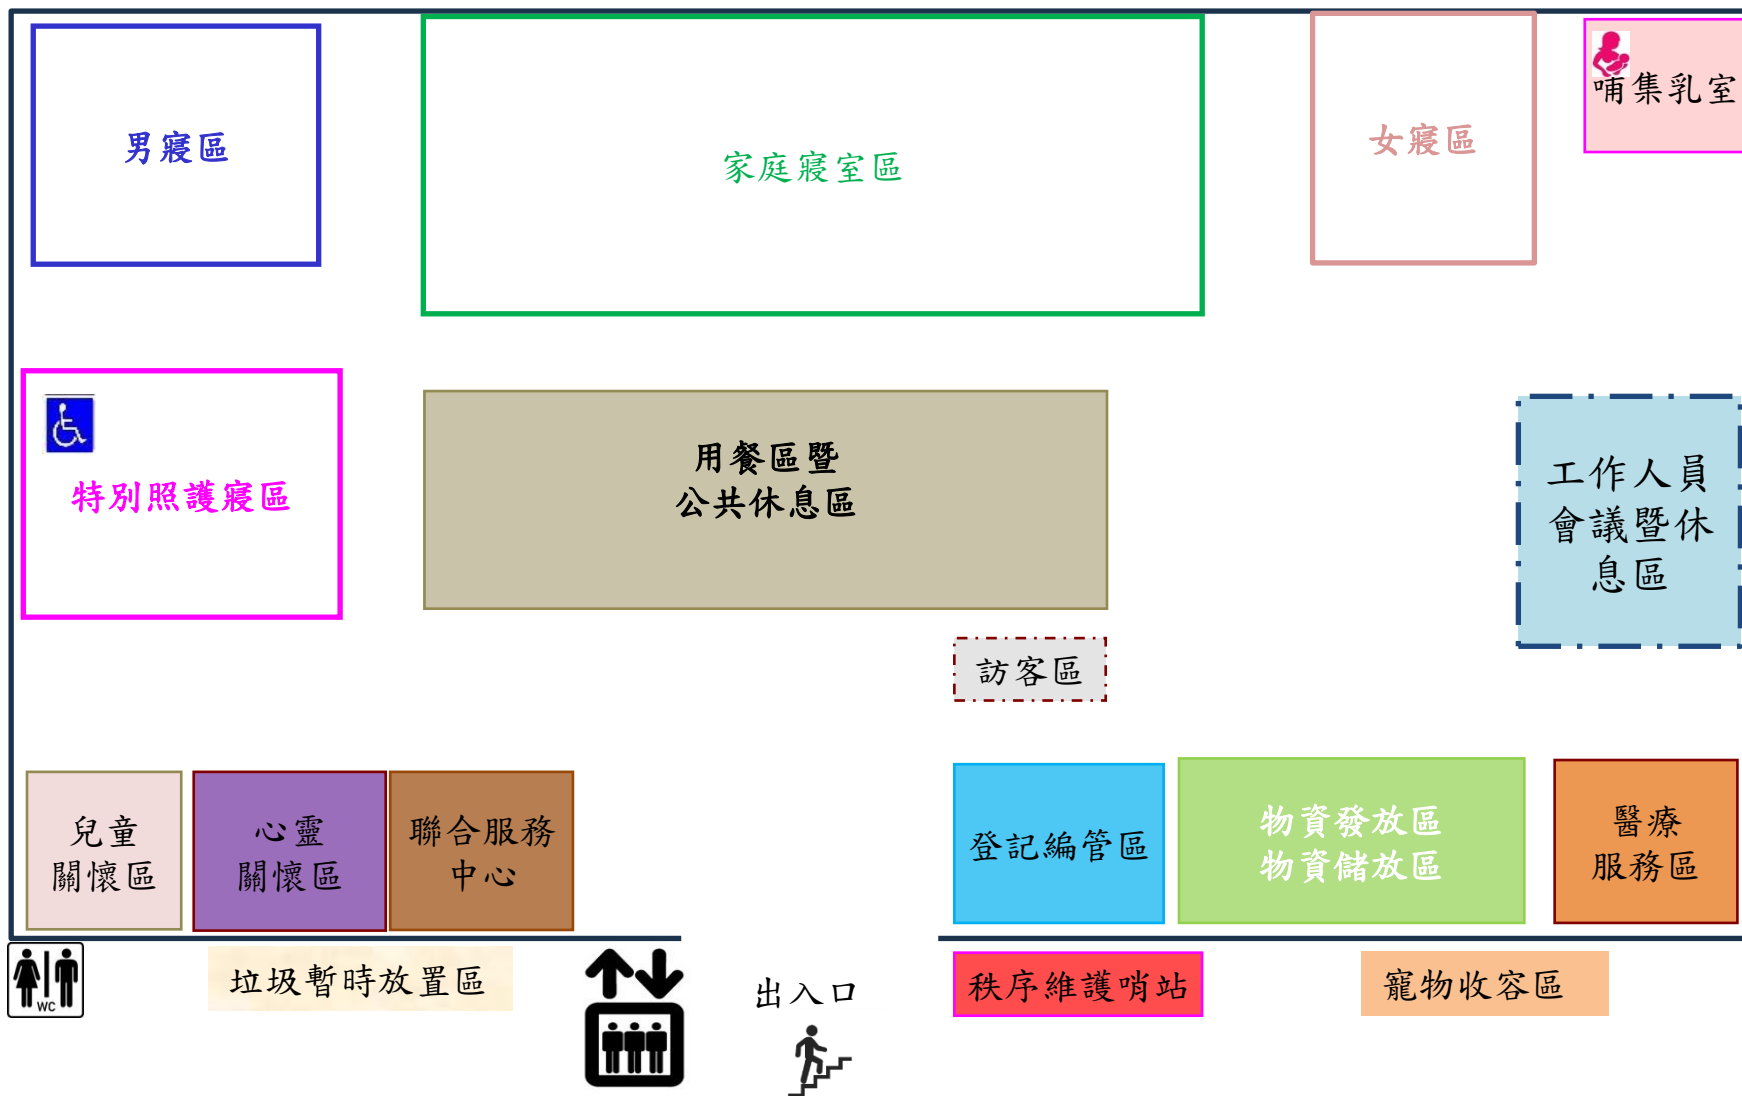 男寢區
家庭寢室區
女寢區
哺集乳室
特別照護寢區
用餐區暨
公共休息區
工作人員
會議暨休
息區
訪客區
兒童
關懷區
心靈
關懷區
聯合服務
中心
登記編管區
物資發放區
物資儲放區
醫療
服務區
WC
垃圾暫時放置區
出入口
秩序維護哨站
寵物收容區